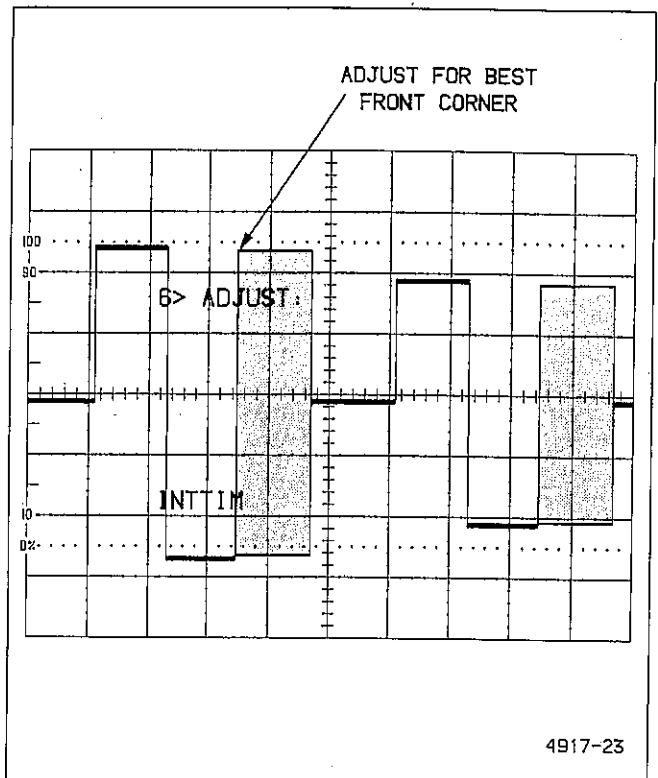 ADJUST FOR BEST
FRONT CORNER
100
90
6> ADJUST:
INTTIM
10
0%
4917-23